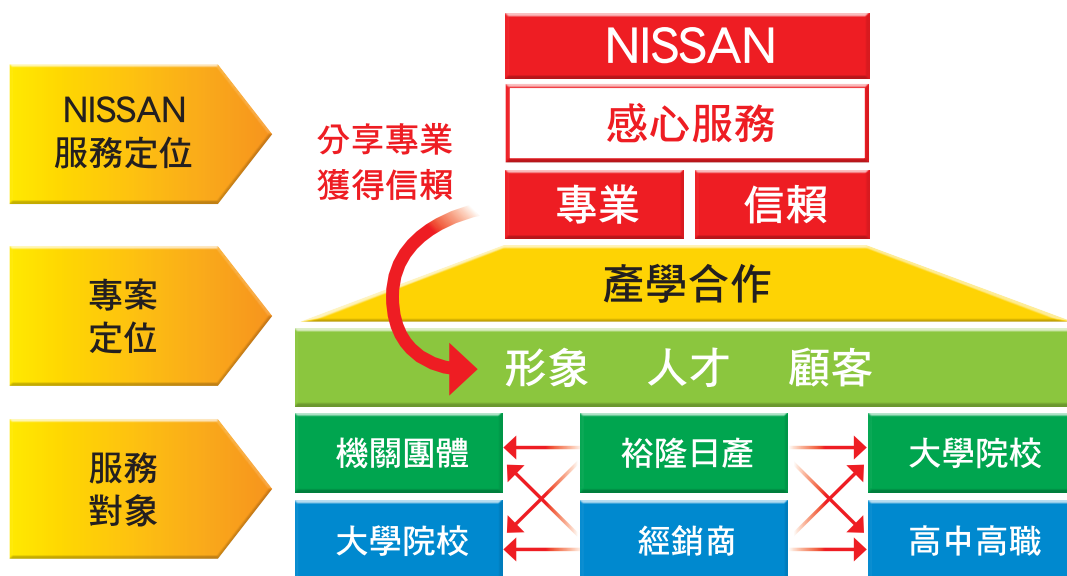 NISSAN
服務定位
分享專業
獲得信賴
NISSAN
感心服務
專業
信賴
專案
定位
產學合作
形象 人才 顧客
服務
對象
機關團體
裕隆日產
大學院校
大學院校
經銷商
高中高職